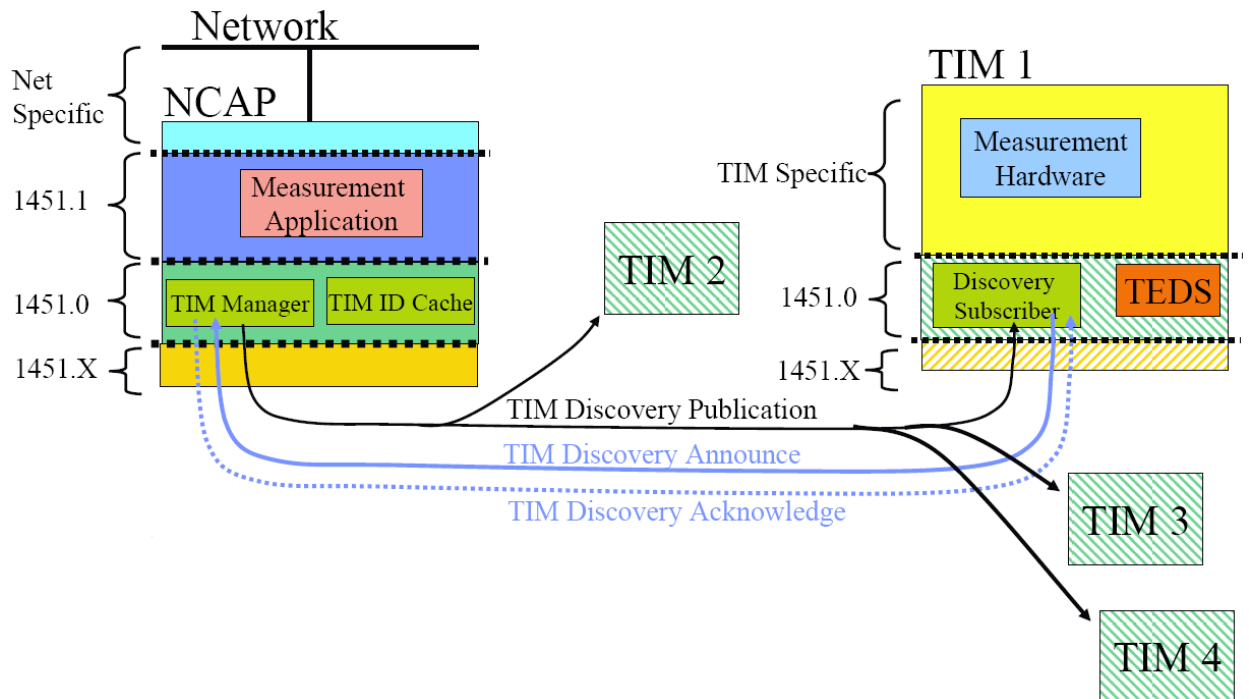 Network
Net
Specific
NCAP
1451.1
Measurement
Application
1451.0
TIM Manager
TIM ID Cache
1451.X
TIM 2
TIM 1
TIM Specific
Measurement
Hardware
1451.0
Discovery
Subscriber
TEDS
1451.X
TIM Discovery Publication
TIM Discovery Announce
TIM Discovery Acknowledge
TIM 3
TIM 4